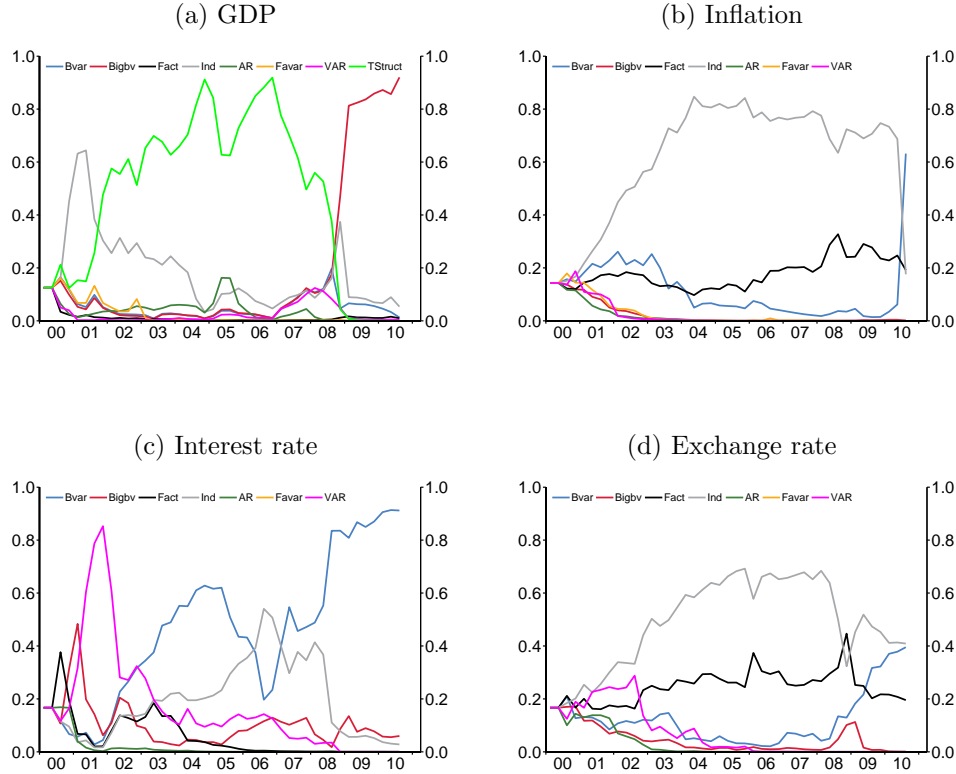 (a) GDP
(b) Inflation
Bvar Bigbv Fact Ind AR Favar VAR TStruct
Bvar Bigbv Fact Ind AR Favar VAR
1.0 1.0 1.0 1.0
0.8 0.8 0.8 0.8
0.6 0.6 0.6 0.6
0.4 0.4 0.4 0.4
0.2 0.2 0.2 0.2
0.0 0.0 0.0 0.0
00 01 02 03 04 05 06 07 08 09 10
00 01 02 03 04 05 06 07 08 09 10
(c) Interest rate
(d) Exchange rate
Bvar Bigbv Fact Ind AR Favar VAR
Bvar Bigbv Fact Ind AR Favar VAR
1.0 1.0 1.0 1.0
0.8 0.8 0.8 0.8
0.6 0.6 0.6 0.6
0.4 0.4 0.4 0.4
0.2 0.2 0.2 0.2
0.0 0.0 0.0 0.0
00 01 02 03 04 05 06 07 08 09 10
00 01 02 03 04 05 06 07 08 09 10